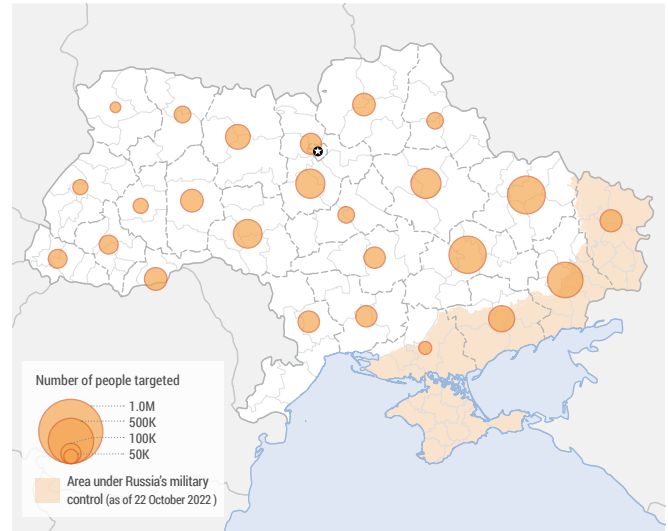 Number of people targeted
1.0M
500K
100K
50K
Area under Russia's military
control (as of 22 October 2022 )